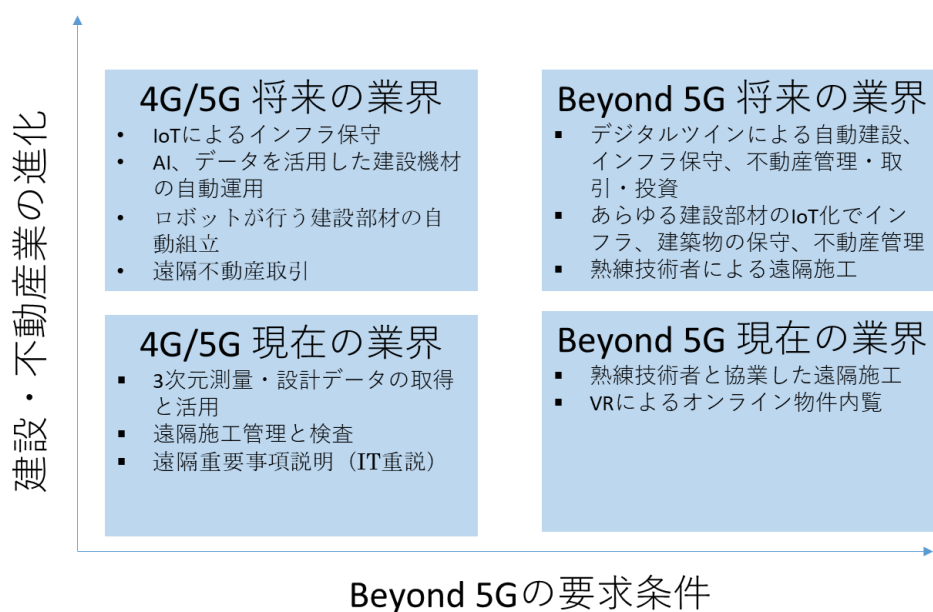 建設・不動産業の進化
4G/5G 将来の業界
• IoTによるインフラ保守
• AI、データを活用した建設機材
の自動運用
• ロボットが行う建設部材の自
動組立
• 遠隔不動産取引
Beyond 5G 将来の業界
▪ デジタルツインによる自動建設、
インフラ保守、不動産管理・取
引・投資
▪ あらゆる建設部材のIoT化でイン
フラ、建築物の保守、不動産管理
▪ 熟練技術者による遠隔施工
4G/5G 現在の業界
▪ 3次元測量・設計データの取得
と活用
▪ 遠隔施工管理と検査
▪ 遠隔重要事項説明（IT重説）
Beyond 5G 現在の業界
▪ 熟練技術者と協業した遠隔施工
▪ VRによるオンライン物件内覧
Beyond 5Gの要求条件